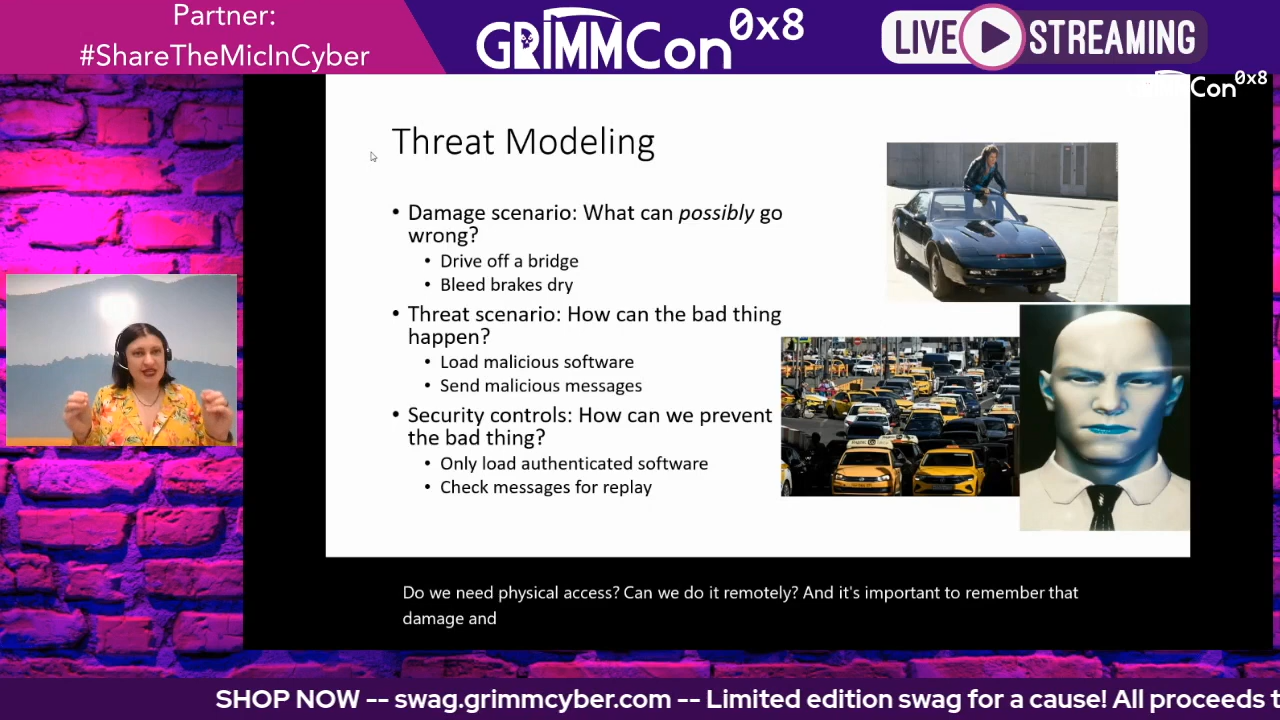 Partner:
#ShareTheMicInCyber
GRIMMCon 0x8
LIVE STREAMING
Con 0x8
Threat Modeling
• Damage scenario: What can possibly go
wrong?
• Drive off a bridge
• Bleed brakes dry
• Threat scenario: How can the bad thing
happen?
• Load malicious software
• Send malicious messages
• Security controls: How can we prevent
the bad thing?
• Only load authenticated software
• Check messages for replay
Do we need physical access? Can we do it remotely? And it's important to remember that
damage and
SHOP NOW -- swag.grimmcyber.com -- Limited edition swag for a cause! All proceeds t